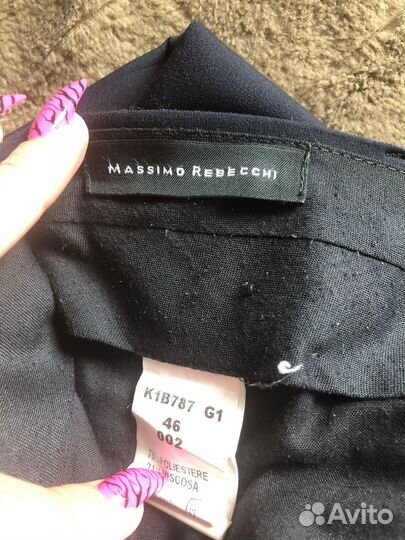 MASSIMO REBECCHI
K1B787 G1
46
002
Avito